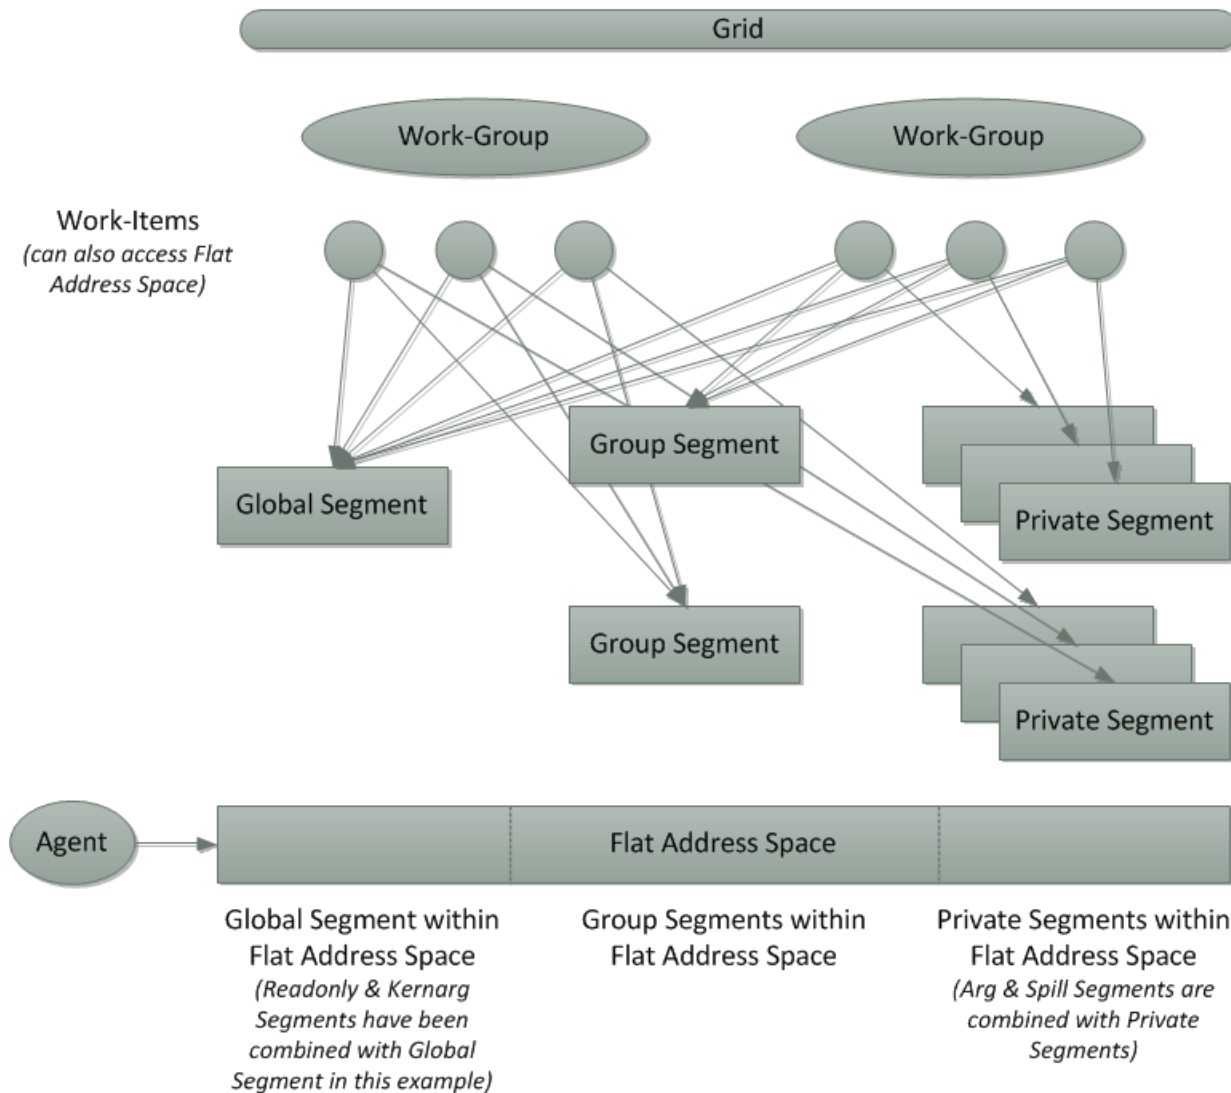 Grid
Work-Group
Work-Group
Work-Items
(can also access Flat
Address Space)
Group Segment
Global Segment
Private Segment
Group Segment
Private Segment
Agent
Flat Address Space
Global Segment within
Flat Address Space
(Readonly & Kernarg
Segments have been
combined with Global
Segment in this example)
Group Segments within
Flat Address Space
Private Segments within
Flat Address Space
(Arg & Spill Segments are
combined with Private
Segments)